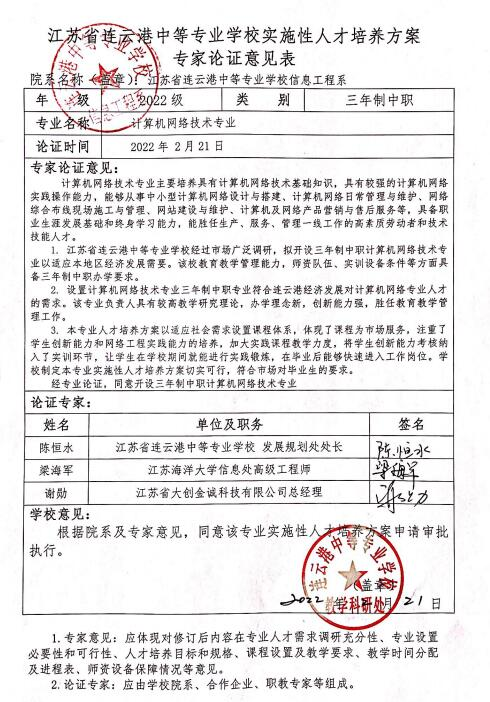 江苏省连云港中等专业学校实施性人才培养方案
专家论证意见表
院系名称（盖章）：江苏省连云港中等专业学校信息工程系
年 级 2022级 类 别 三年制中职
专业名称 计算机网络技术专业
论证时间 2022 年 2 月 21 日
专家论证意见：
计算机网络技术专业主要培养具有计算机网络技术基础知识，具有较强的计算机网络
实践操作能力，能够从事中小型计算机网络设计与搭建、计算机网络日常管理与维护、网络
综合布线现场施工与管理、网站建设与维护、计算机及网络产品营销与售后服务等，具备职
业生涯发展基础和终身学习能力，能胜任生产、服务、管理一线工作的高素质劳动者和技术
技能人才。
1. 江苏省连云港中等专业学校经过市场广泛调研，拟开设三年制中职计算机网络技术专
业以适应本地区经济发展需要。该校教育教学管理能力，师资队伍、实训设备条件等方面具
备三年制中职办学要求。
2. 设置计算机网络技术三年制中职专业符合连云港经济发展对计算机网络专业人才
的需求。该专业负责人具有较高教学研究理论，办学理念新，创新能力强，胜任教育教学管
理工作。
3. 本专业人才培养方案以适应社会需求设置课程体系，体现了课程为市场服务，注重了
学生创新能力和网络工程实践能力的培养，加大实践课程教学力度，将学生创新能力考核纳
入了实训环节，让学生在学校期间就能进行实践锻炼，在毕业后能够快速进入工作岗位。学
校制定本专业实施性人才培养方案切实可行，符合市场对毕业生的要求。
经专业论证，同意开设三年制中职计算机网络技术专业
论证专家：
姓名 单位及职务 签名
陈恒水 江苏省连云港中等专业学校 发展规划处处长 陈恒水
梁海军 江苏海洋大学信息处高级工程师 梁海军
谢勋 江苏省大创金诚科技有限公司总经理
学校意见：
根据院系及专家意见，同意该专业实施性人才培养方案申请审批
执行。
连云港中等专业学校
教学科研处
（盖章）
2022 年 2 月 21 日
1. 专家意见：应体现对修订后内容在专业人才需求调研充分性、专业设置
必要性和可行性、人才培养目标和规格、课程设置及教学要求、教学时间分配
及进程表、师资设备保障情况等意见。
2. 论证专家：应由学校院系、合作企业、职教专家等组成。